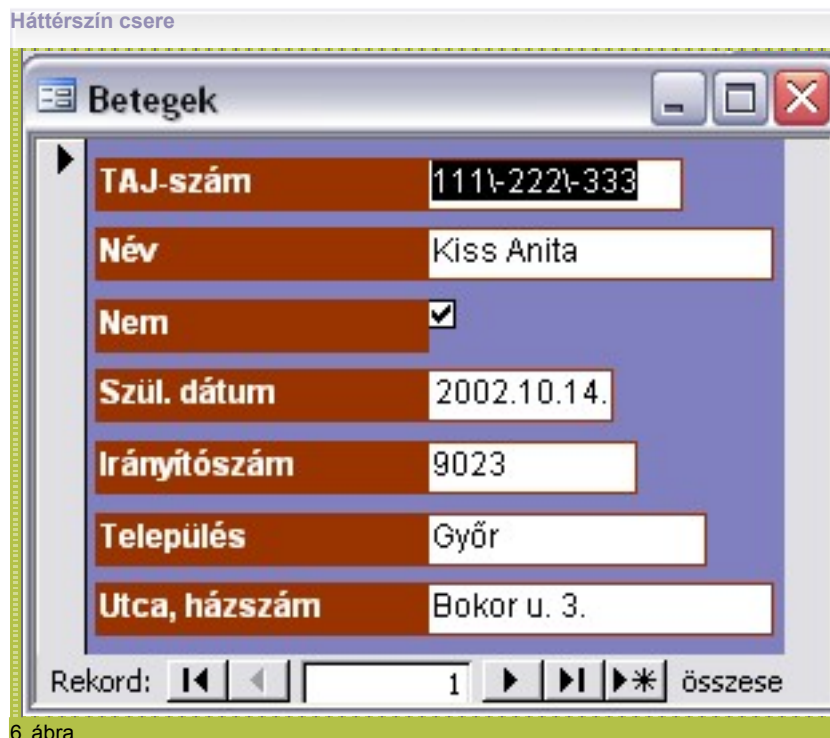 Háttérszín csere
Betegek
TAJ-szám 111\-222\-333
Név Kiss Anita
Nem
Szül. dátum 2002.10.14.
Irányítószám 9023
Település Győr
Utca, házszám Bokor u. 3.
Rekord: 1 összese
6. ábra